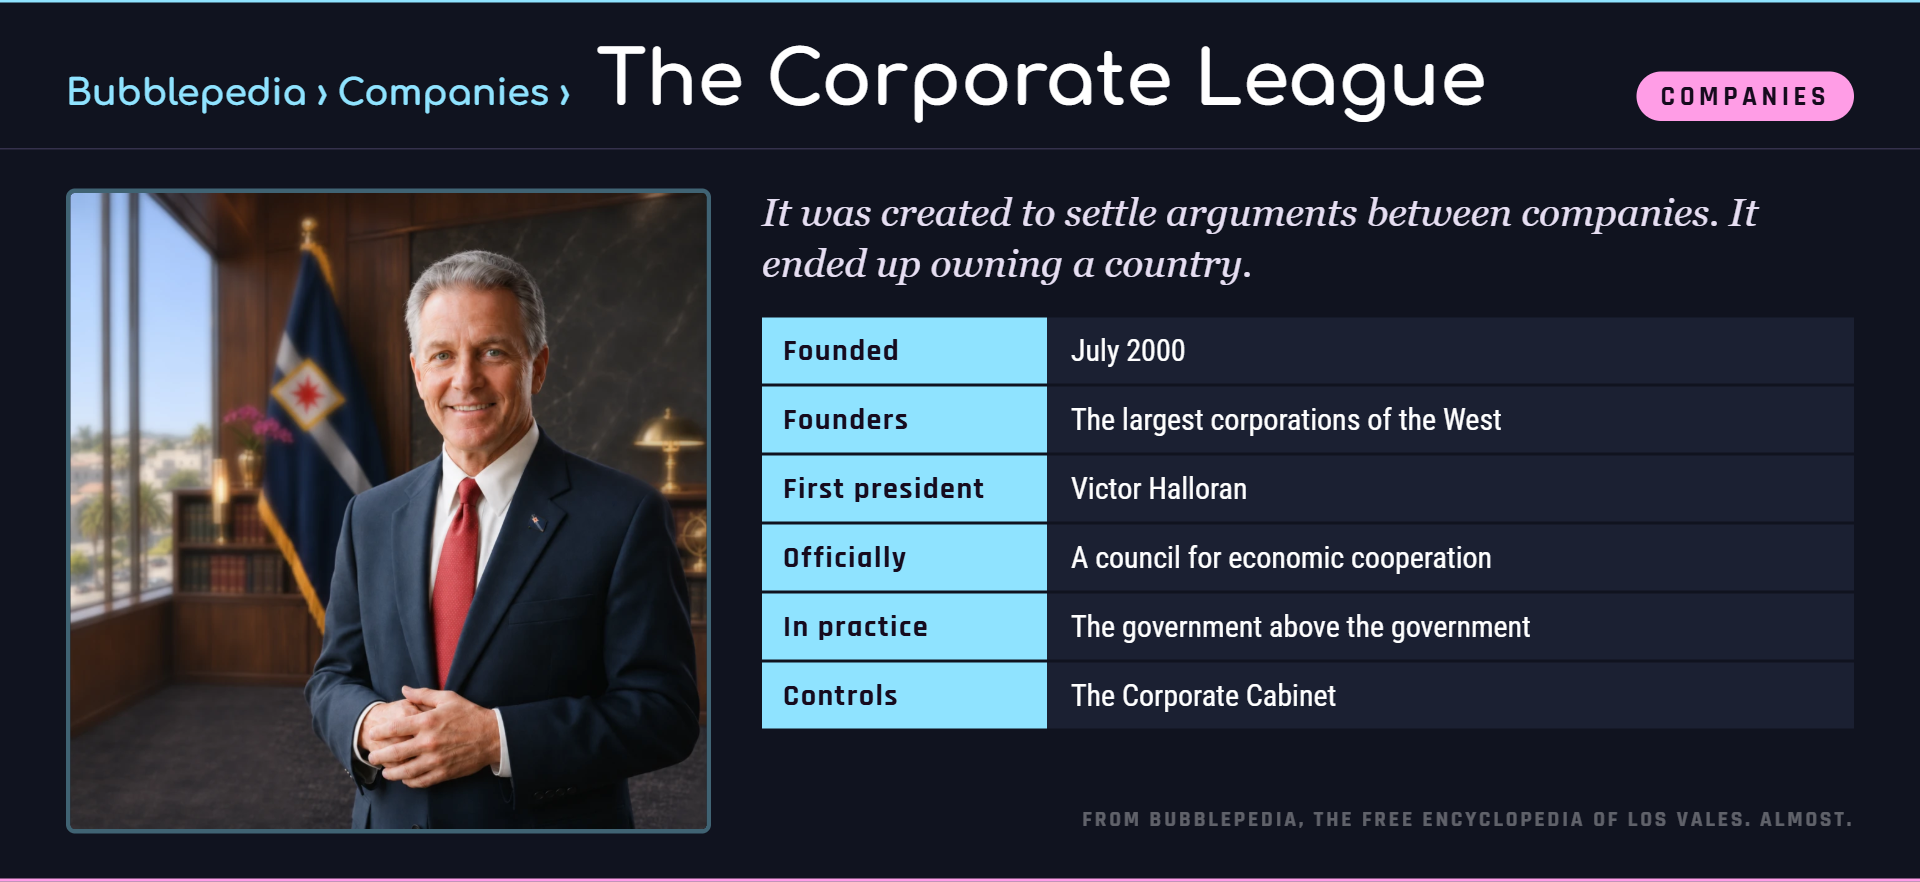 Bubblepedia › Companies › The Corporate League
COMPANIES
It was created to settle arguments between companies. It
ended up owning a country.
Founded July 2000
Founders The largest corporations of the West
First president Victor Halloran
Officially A council for economic cooperation
In practice The government above the government
Controls The Corporate Cabinet
FROM BUBBLEPEDIA, THE FREE ENCYCLOPEDIA OF LOS VALES. ALMOST.